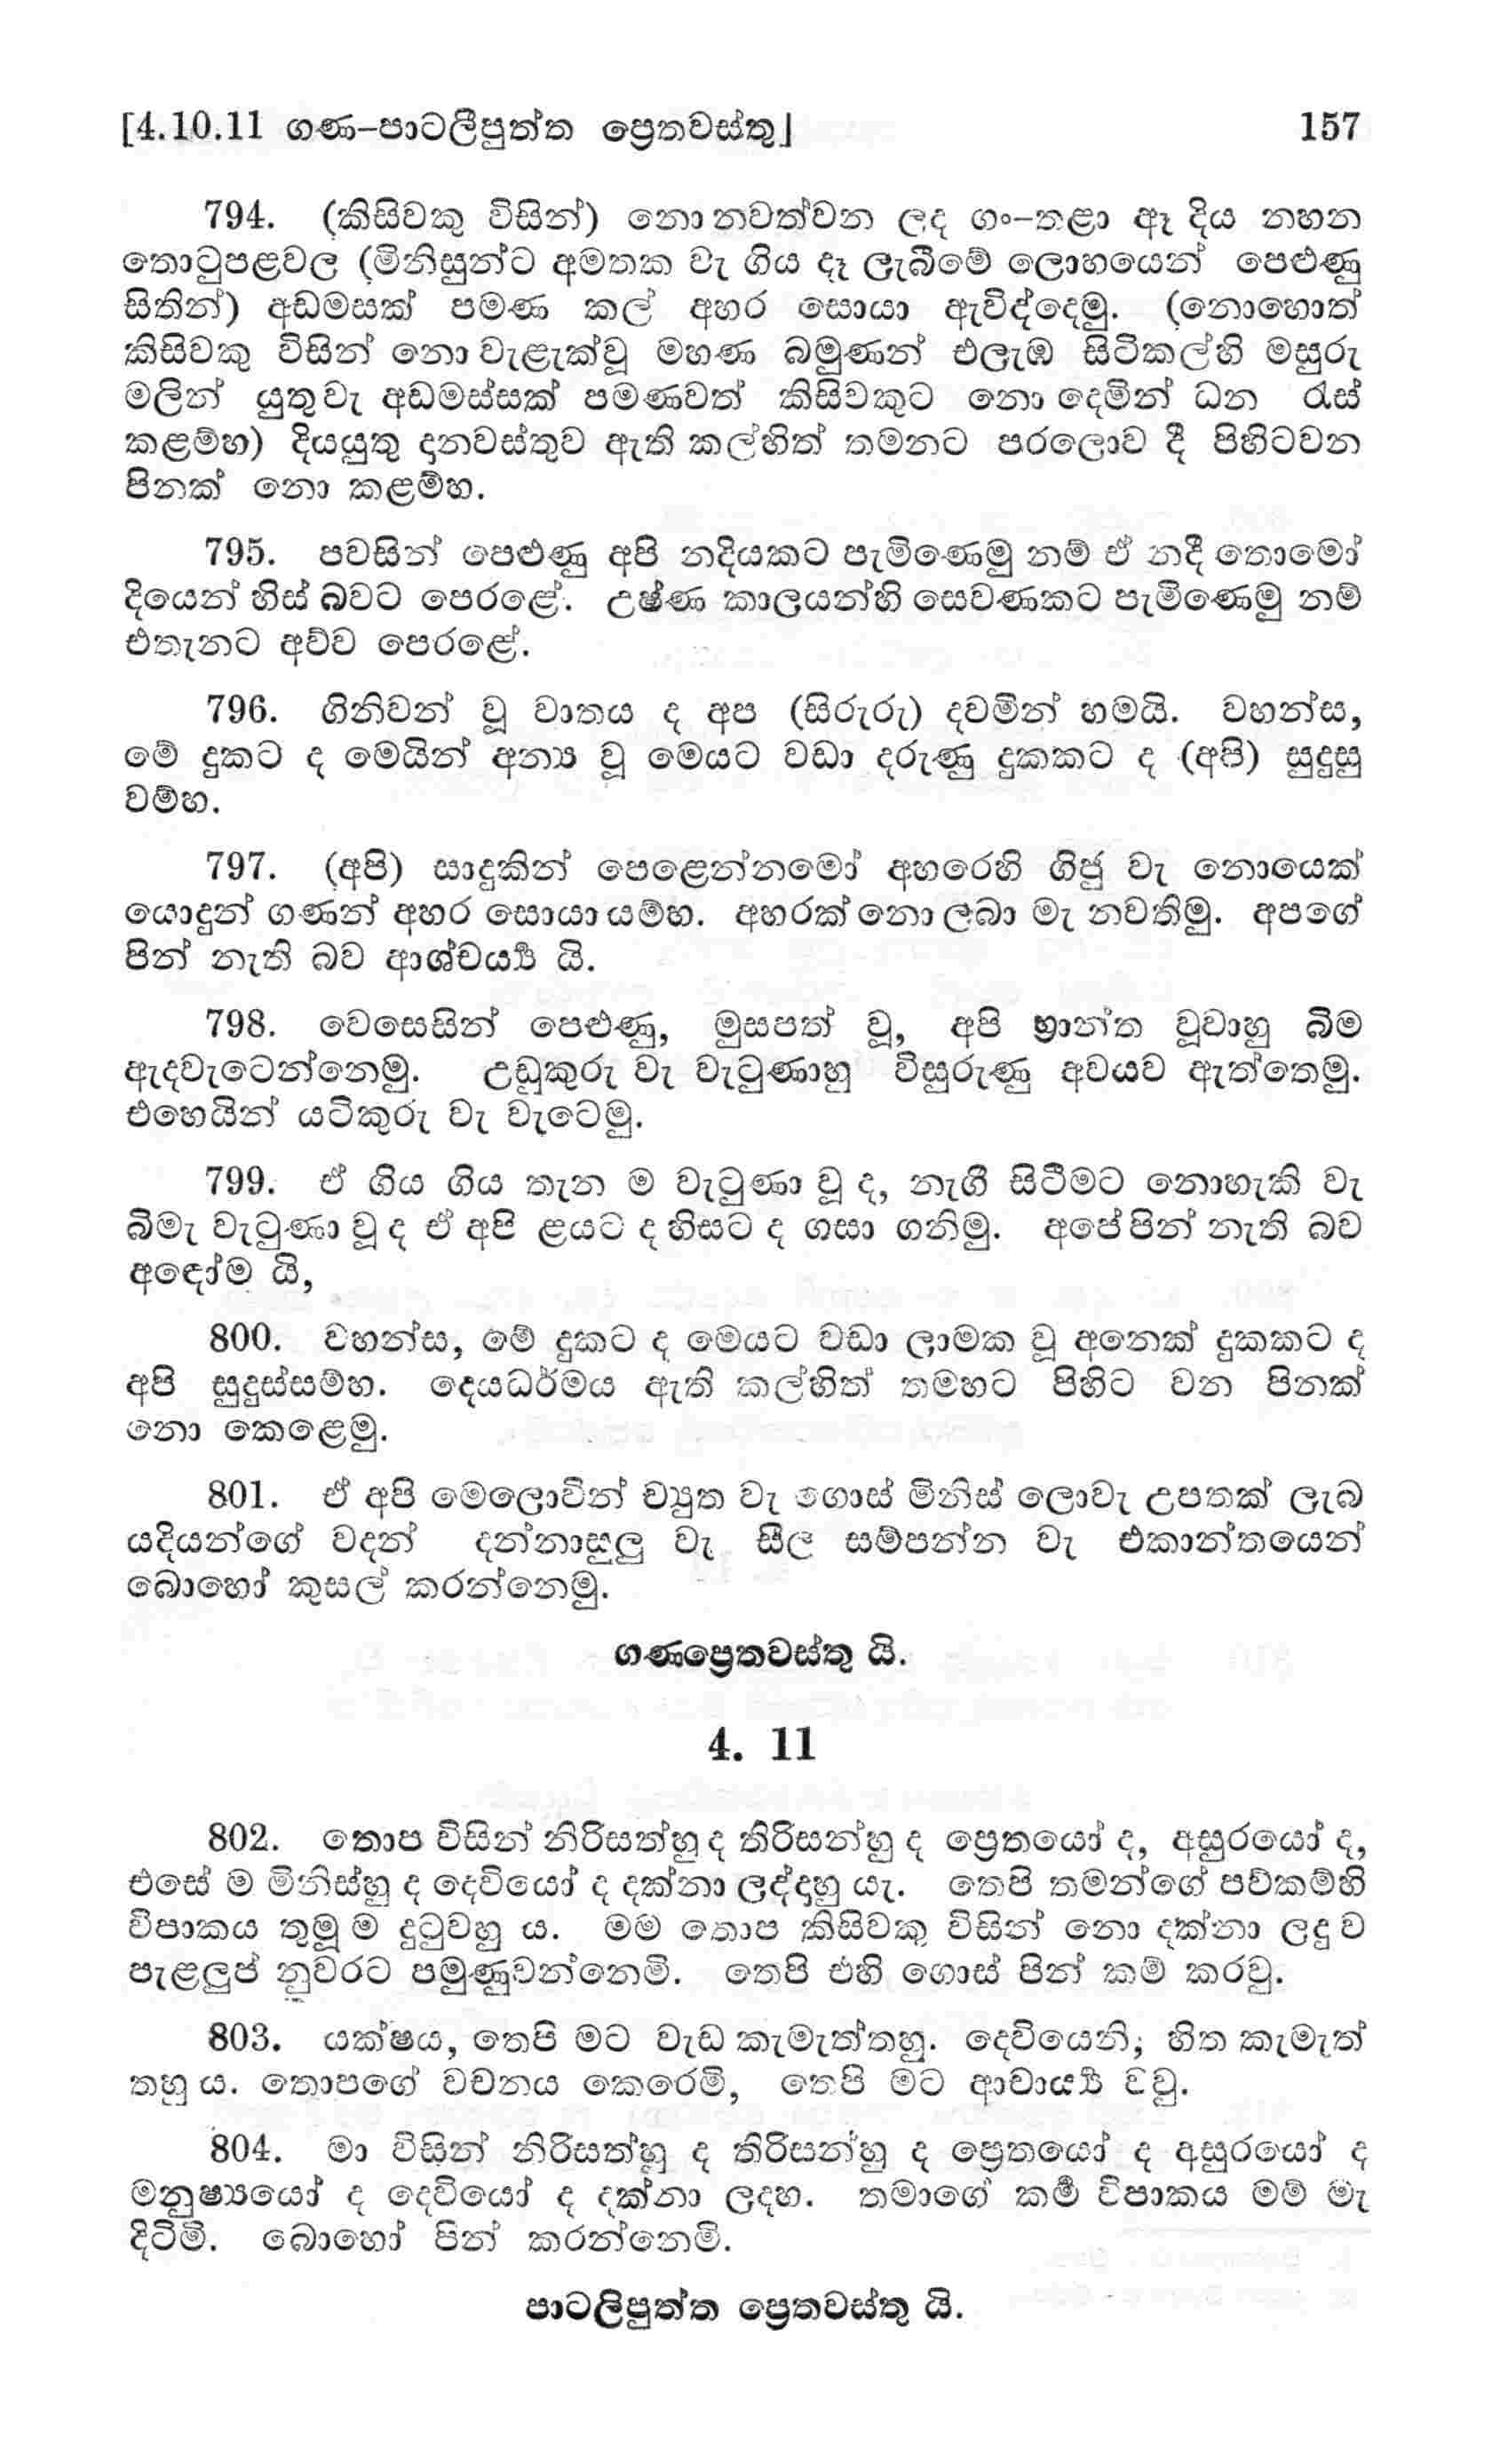 [4.10.11 ගණ-පාටලීපුත්ත ප්‍රෙතවස්තු] 157
794. (කිසිවකු විසින්) නො නවත්වන ලද ගං-තළා ඈ දිය නහන
තොටුපළවල (මිනිසුන්ට අමතක වැ ගිය දෑ ලැබීමේ ලොභයෙන් පෙළුණු
සිතින්) අඩමසක් පමණ කල් අහර සොයා ඇවිද්දෙමු. (නොහොත්
කිසිවකු විසින් නො වැළැක්වූ මහණ බමුණන් එලැඹ සිටිකල්හි මසුරු
මලින් යුතු වැ අඩමස්සක් පමණවත් කිසිවකුට නො දෙමින් ධන රැස්
කළම්හ) දියයුතු දානවස්තුව ඇති කල්හිත් තමනට පරලොව දී පිහිටවන
පිනක් නො කළම්හ.
795. පවසින් පෙළුණු අපි නදියකට පැමිණෙමු නම් ඒ නදී තොමෝ
දියෙන් හිස් බවට පෙරළේ. උෂ්ණ කාලයන්හි සෙවණකට පැමිණෙමු නම්
එතැනට අව්ව පෙරළේ.
796. ගිනිවන් වූ වාතය ද අප (සිරුරු) දවමින් හමයි. වහන්ස,
මේ දුකට ද මෙයින් අන්‍ය වූ මෙයට වඩා දරුණු දුකකට ද (අපි) සුදුසු
වම්හ.
797. (අපි) සාදුකින් පෙළෙන්නමෝ අහරෙහි ගිජු වැ නොයෙක්
යොදුන් ගණන් අහර සොයා යම්හ. අහරක් නො ලබා මැ නවතිමු. අපගේ
පින් නැති බව ආශ්චර්‍ය්‍ය යි.
798. වෙසෙසින් පෙළුණු, මුසපත් වූ, අපි භ්‍රාන්ත වූවාහු බිම
ඇදවැටෙන්නෙමු. උඩුකුරු වැ වැටුණාහු විසුරුණු අවයව ඇත්තෙමු.
එහෙයින් යටිකුරු වැ වැටෙමු.
799. ඒ ගිය ගිය තැන ම වැටුණා වූ ද, නැගී සිටීමට නොහැකි වැ
බිමැ වැටුණා වූ ද ඒ අපි ළයට ද හිසට ද ගසා ගනිමු. අපේ පින් නැති බව
අඳෝම යි,
800. වහන්ස, මේ දුකට ද මෙයට වඩා ලාමක වූ අනෙක් දුකකට ද
අපි සුදුස්සම්හ. දෙයධර්මය ඇති කල්හිත් තමහට පිහිට වන පිනක්
නො කෙළෙමු.
801. ඒ අපි මෙලොවින් ච්‍යුත වැ ගොස් මිනිස් ලොවැ උපතක් ලැබ
යදියන්ගේ වදන් දන්නාසුලු වැ සීල සම්පන්න වැ එකාන්තයෙන්
බොහෝ කුසල් කරන්නෙමු.
ගණප්‍රෙතවස්තු යි.
4. 11
802. තොප විසින් නිරිසත්හු ද තිරිසන්හු ද ප්‍රෙතයෝ ද, අසුරයෝ ද,
එසේ ම මිනිස්හු ද දෙවියෝ ද දක්නා ලද්දහු යැ. තෙපි තමන්ගේ පව්කම්හි
විපාකය තුමූ ම දුටුවහු ය. මම තොප කිසිවකු විසින් නො දක්නා ලදු ව
පැළලුප් නුවරට පමුණුවන්නෙමි. තෙපි එහි ගොස් පින් කම් කරවු.
803. යක්ෂය, තෙපි මට වැඩ කැමැත්තහු. දෙවියෙනි, හිත කැමැත්
තහු ය. තොපගේ වචනය කෙරෙමි, තෙපි මට ආචාර්‍ය්‍ය වවු.
804. මා විසින් නිරිසත්හු ද තිරිසන්හු ද ප්‍රෙතයෝ ද අසුරයෝ ද
මනුෂ්‍යයෝ ද දෙවියෝ ද දක්නා ලදහ. තමාගේ කර්‍ම විපාකය මම් මැ
දිටිමි. බොහෝ පින් කරන්නෙමි.
පාටලිපුත්ත ප්‍රෙතවස්තු යි.